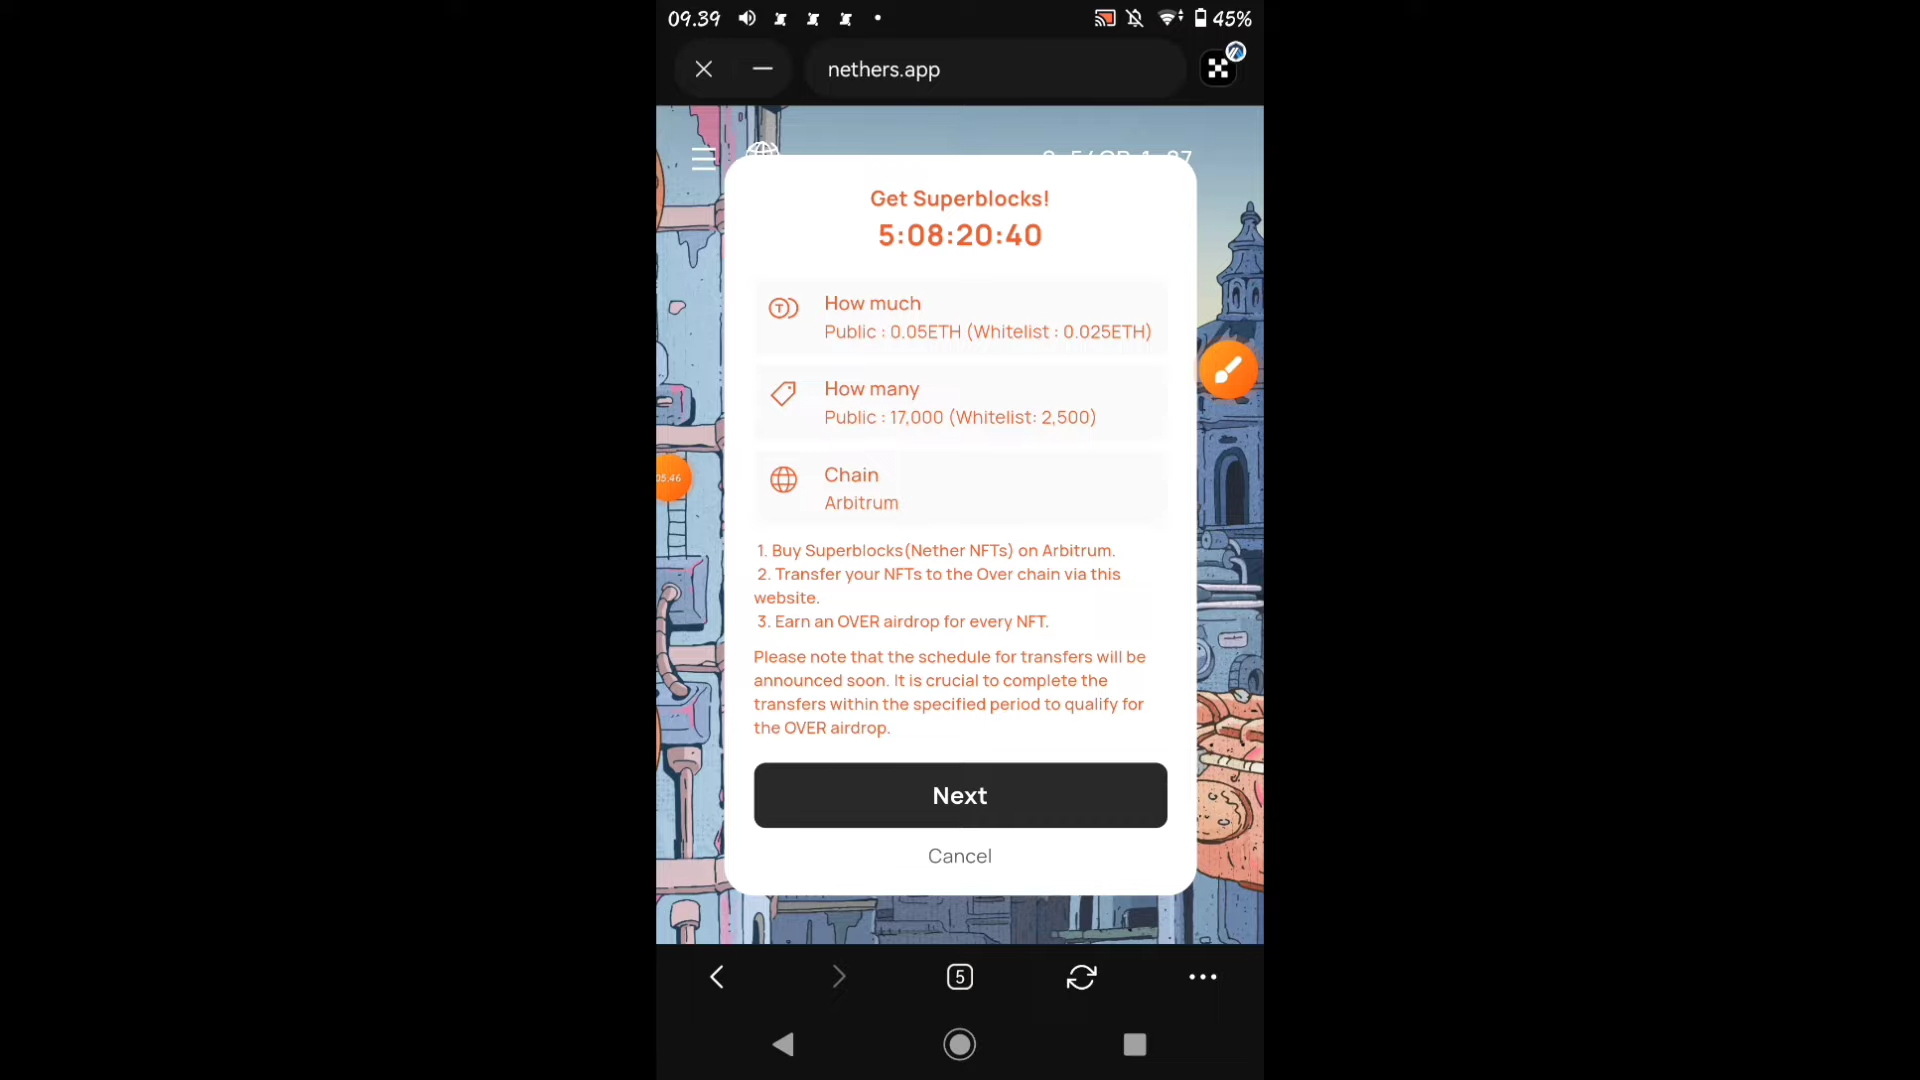 09.39
45%
nethers.app
Get Superblocks!
5:08:20:40
How much
Public : 0.05ETH (Whitelist : 0.025ETH)
How many
Public : 17,000 (Whitelist: 2,500)
05:46
Chain
Arbitrum
1. Buy Superblocks(Nether NFTs) on Arbitrum.
2. Transfer your NFTs to the Over chain via this
website.
3. Earn an OVER airdrop for every NFT.
Please note that the schedule for transfers will be
announced soon. It is crucial to complete the
transfers within the specified period to qualify for
the OVER airdrop.
Next
Cancel
5